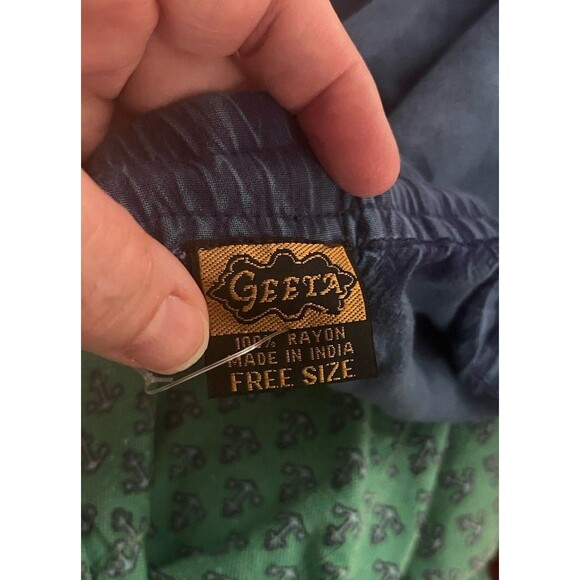 GEETA
100% RAYON
MADE IN INDIA
FREE SIZE